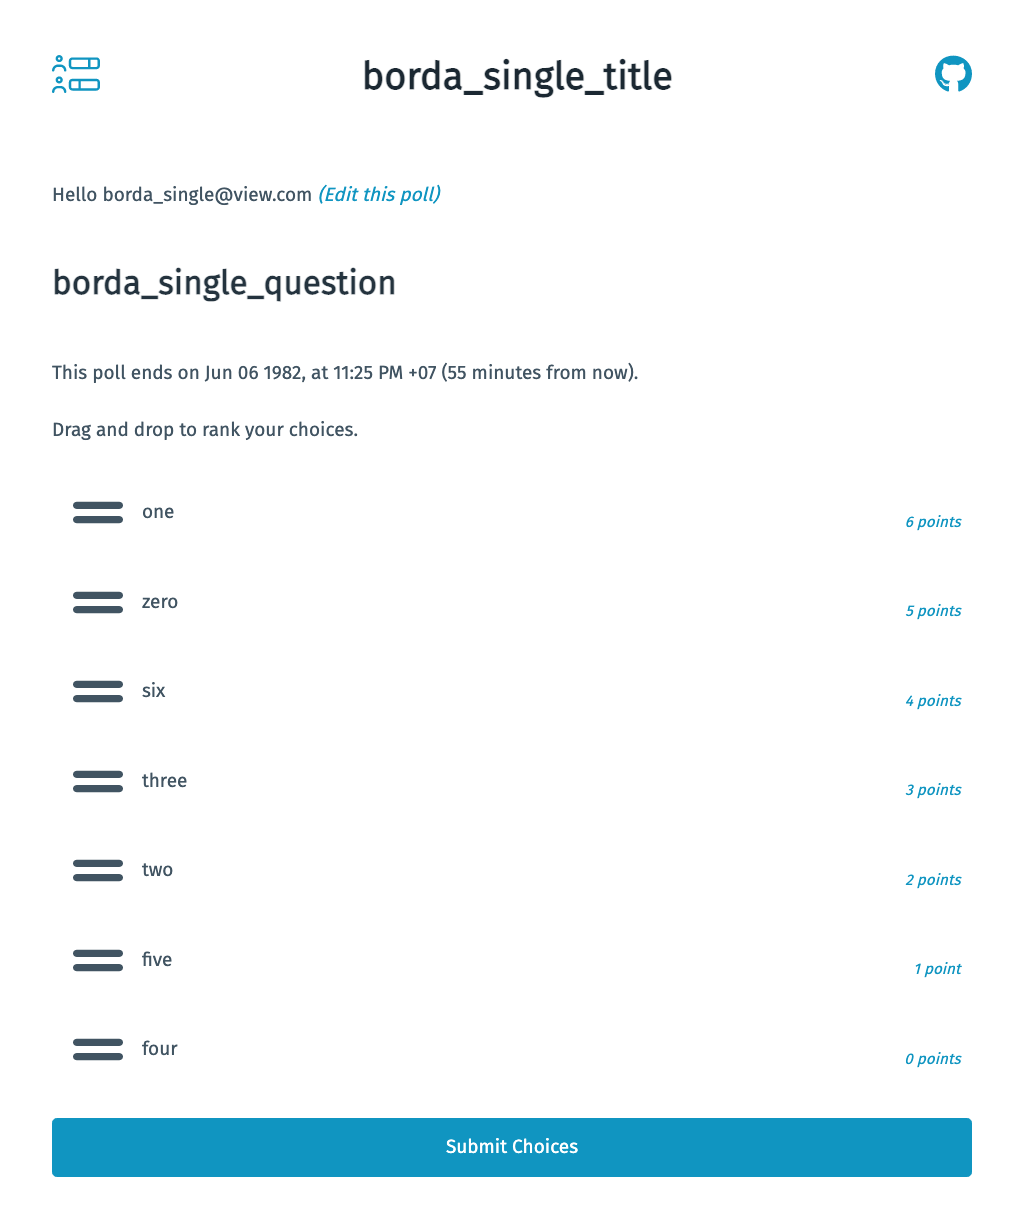 borda_single_title
Hello borda_single@view.com (Edit this poll)
borda_single_question
This poll ends on Jun 06 1982, at 11:25 PM +07 (55 minutes from now).
Drag and drop to rank your choices.
one
6 points
zero
5 points
six
4 points
three
3 points
two
2 points
five
1 point
four
0 points
Submit Choices